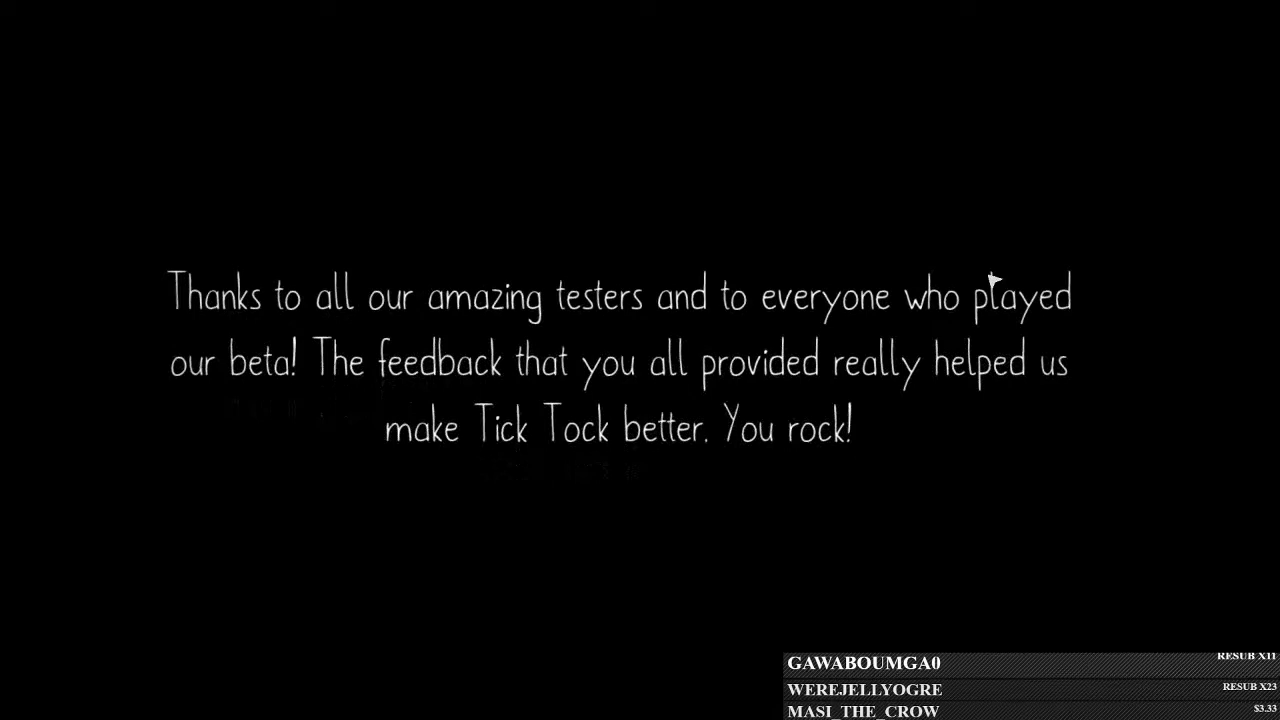 Thanks to all our amazing testers and to everyone who played
our beta! The feedback that you all provided really helped us
make Tick Tock better. You rock!
GAWABOUMGA0 RESUB X11
WEREJELLYOGRE RESUB X23
MASI_THE_CROW $3.33